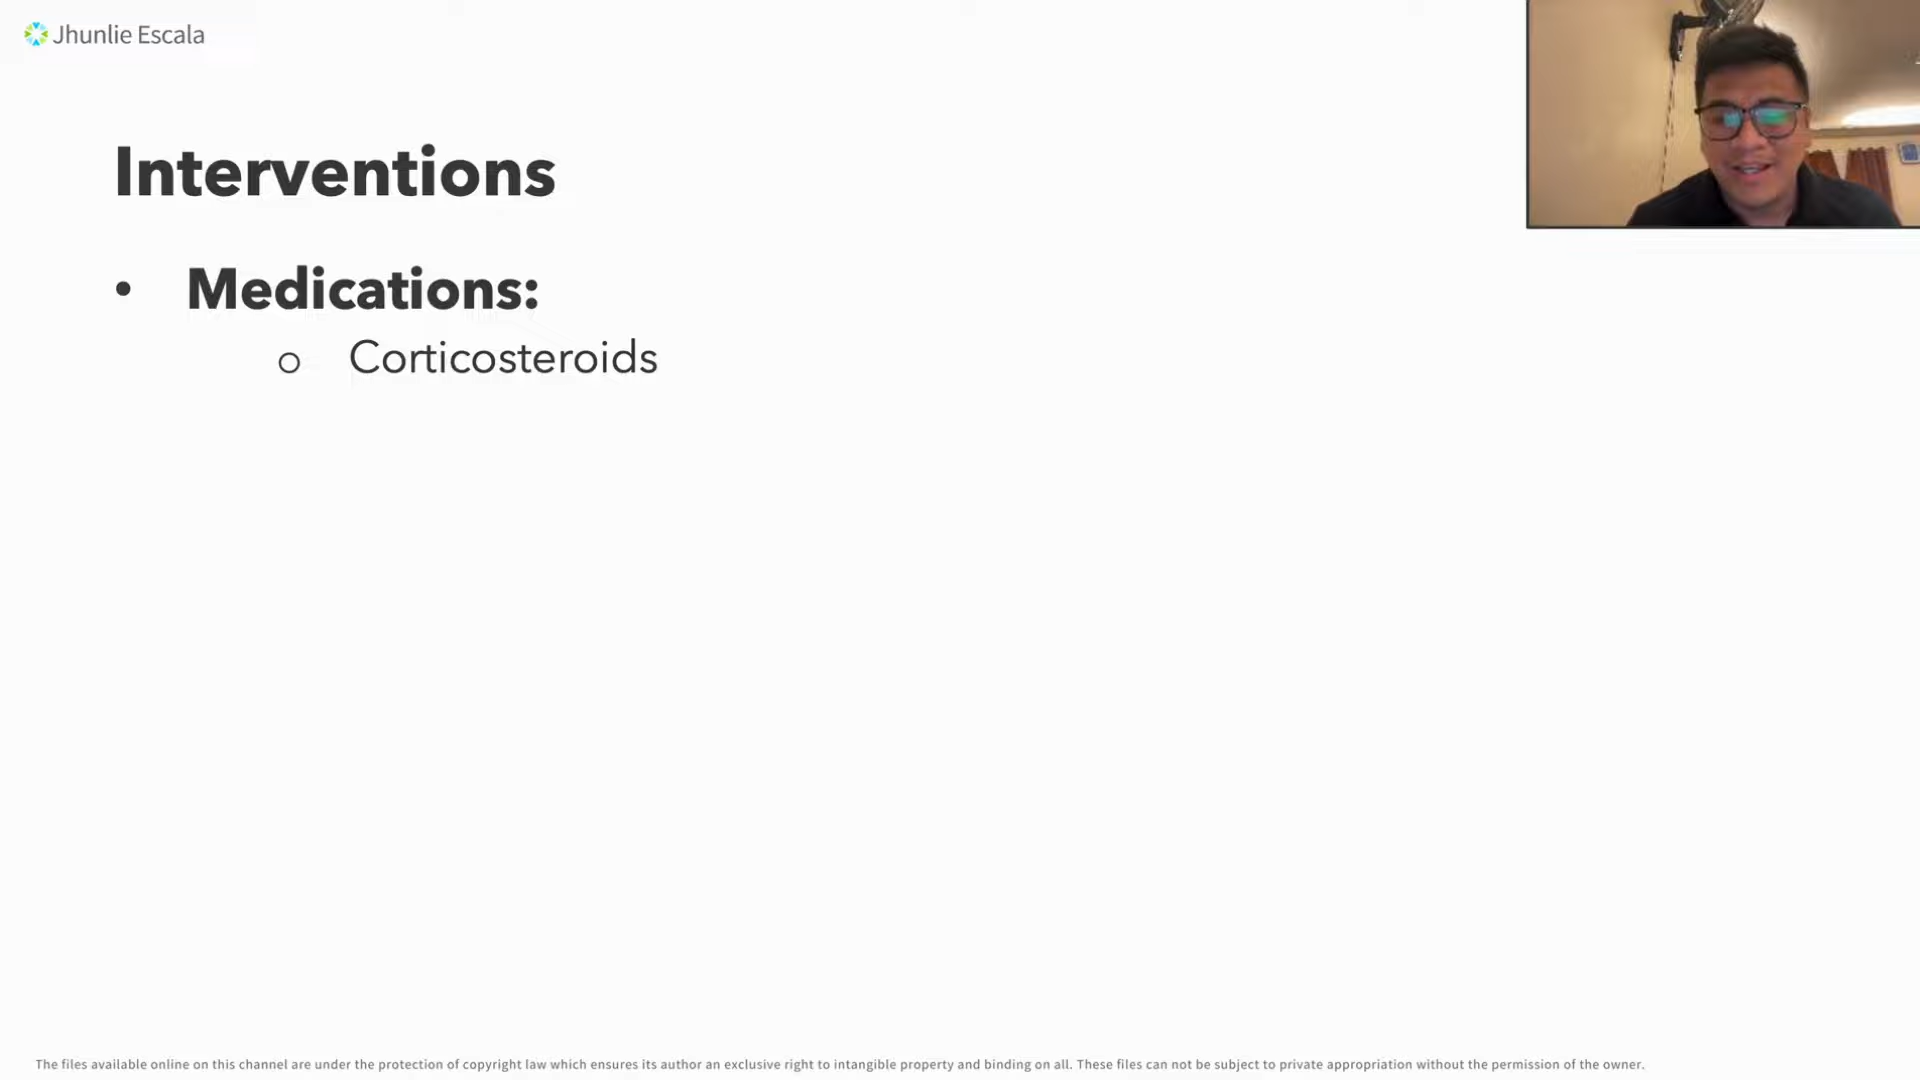 Jhunlie Escala
Interventions
• Medications:
o Corticosteroids
The files available online on this channel are under the protection of copyright law which ensures its author an exclusive right to intangible property and binding on all. These files can not be subject to private appropriation without the permission of the owner.